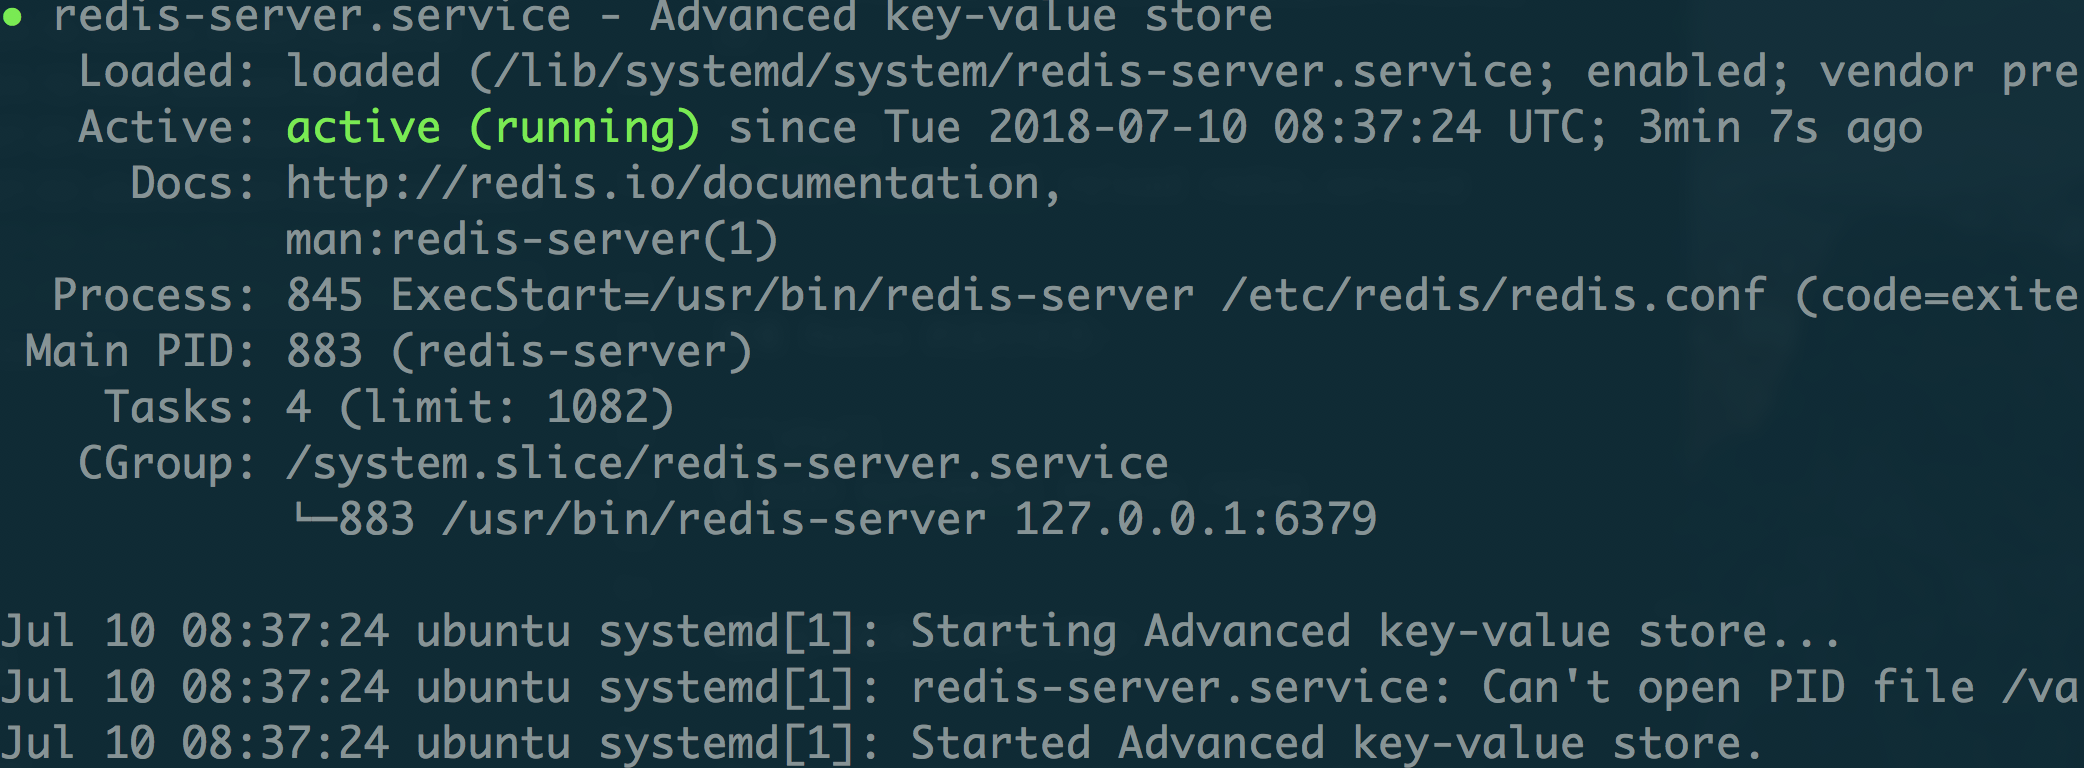 ● redis-server.service - Advanced key-value store
Loaded: loaded (/lib/systemd/system/redis-server.service; enabled; vendor pre
Active: active (running) since Tue 2018-07-10 08:37:24 UTC; 3min 7s ago
Docs: http://redis.io/documentation,
man:redis-server(1)
Process: 845 ExecStart=/usr/bin/redis-server /etc/redis/redis.conf (code=exite
Main PID: 883 (redis-server)
Tasks: 4 (limit: 1082)
CGroup: /system.slice/redis-server.service
└─883 /usr/bin/redis-server 127.0.0.1:6379
Jul 10 08:37:24 ubuntu systemd[1]: Starting Advanced key-value store...
Jul 10 08:37:24 ubuntu systemd[1]: redis-server.service: Can't open PID file /va
Jul 10 08:37:24 ubuntu systemd[1]: Started Advanced key-value store.